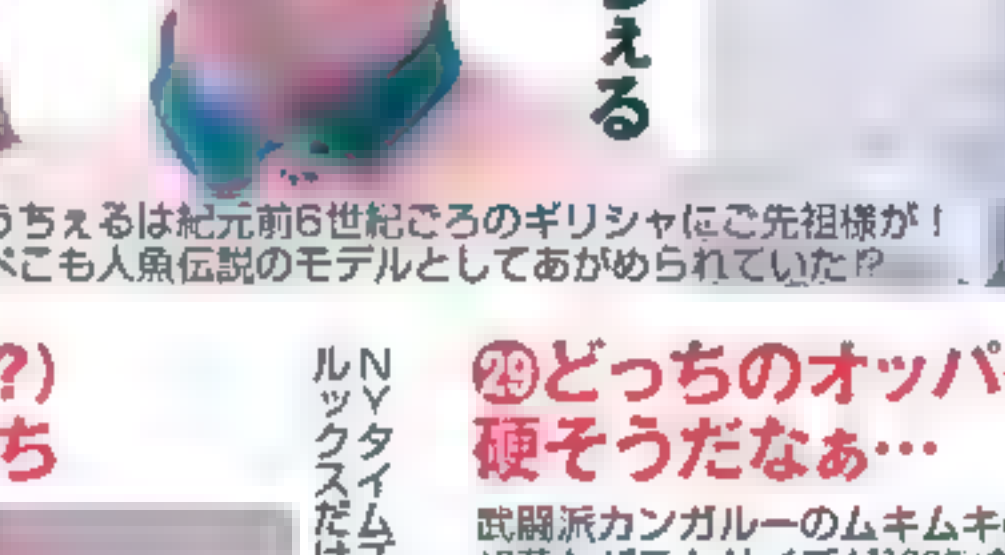 ぇる
うちぇるは紀元前6世紀ごろのギリシャにご先祖様が!
ぺこも人魚伝説のモデルとしてあがめられていた!?
?)
ち
NYタイム
ルックスだけ
㉙どっちのオッパ
硬そうだなぁ…
武闘派カンガルーのムキムキ